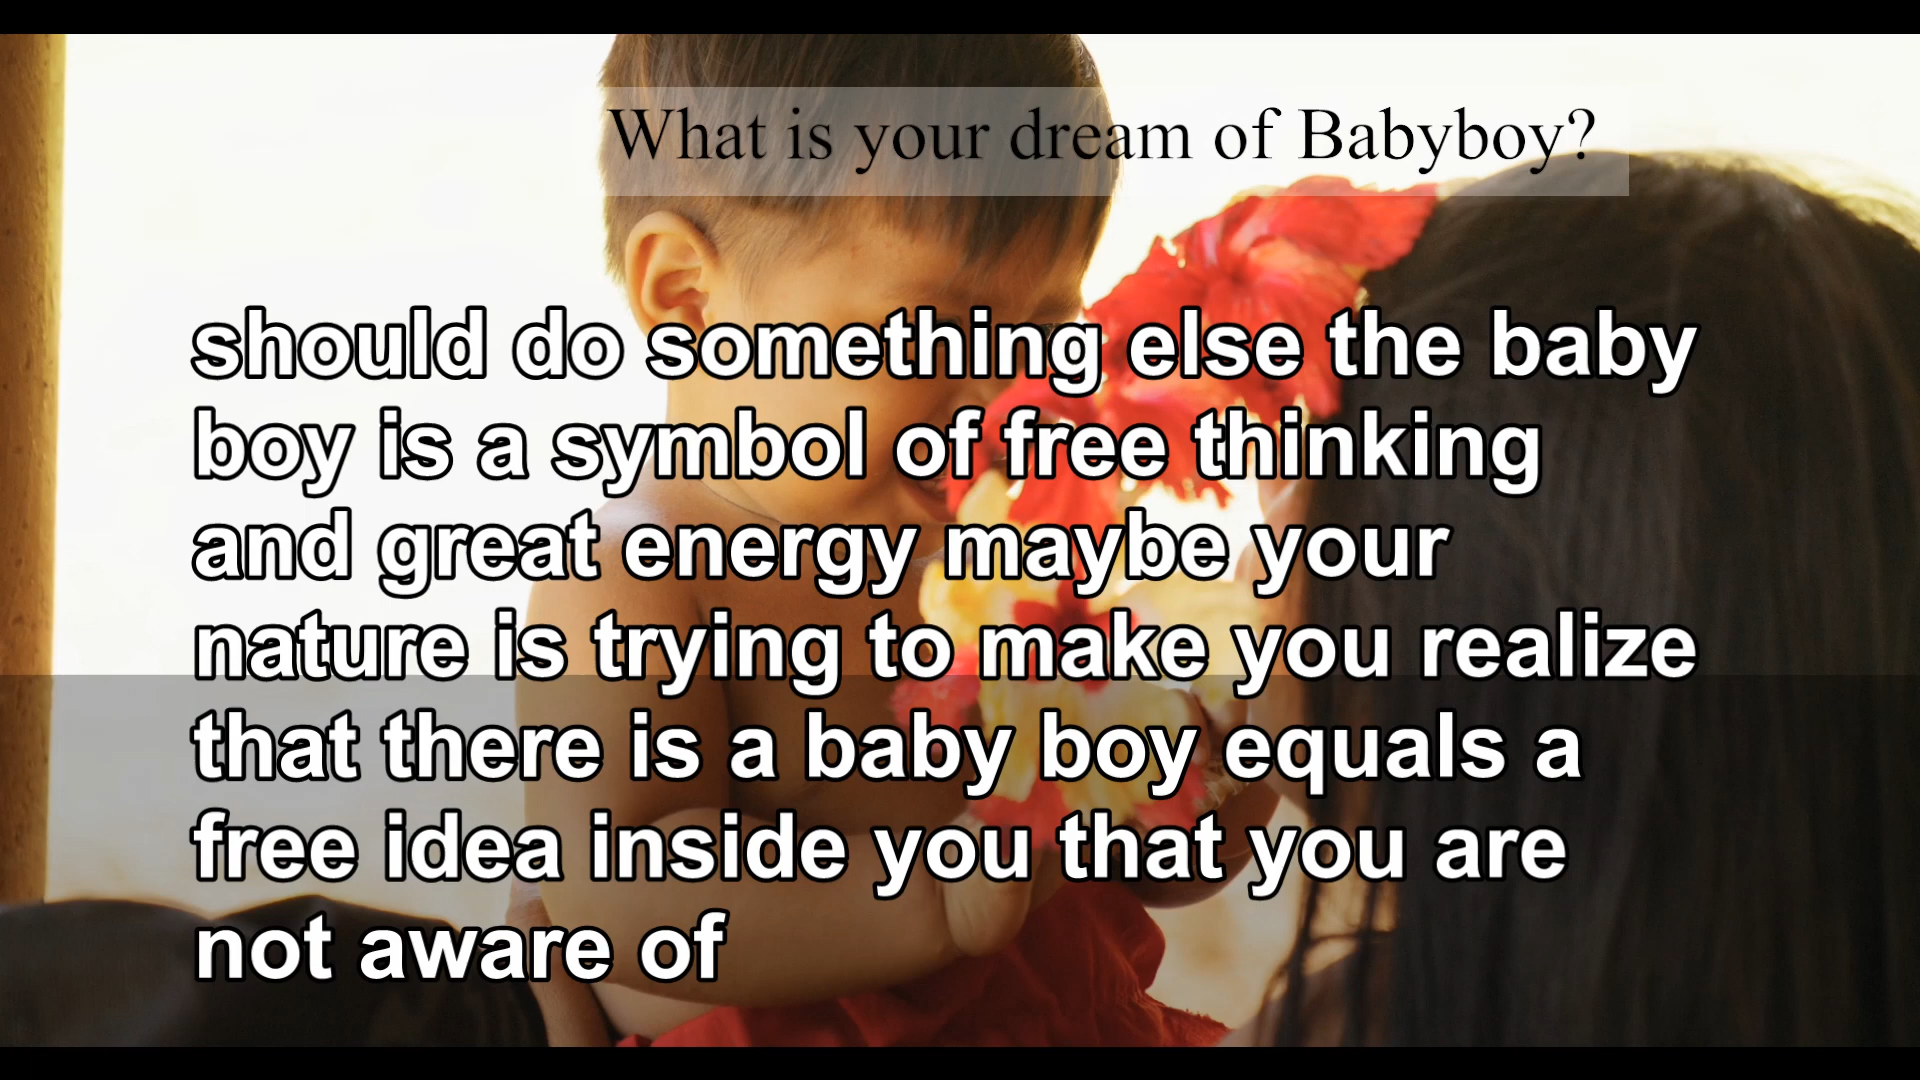 What is your dream of Babyboy?
should do something else the baby
boy is a symbol of free thinking
and great energy maybe your
nature is trying to make you realize
that there is a baby boy equals a
free idea inside you that you are
not aware of